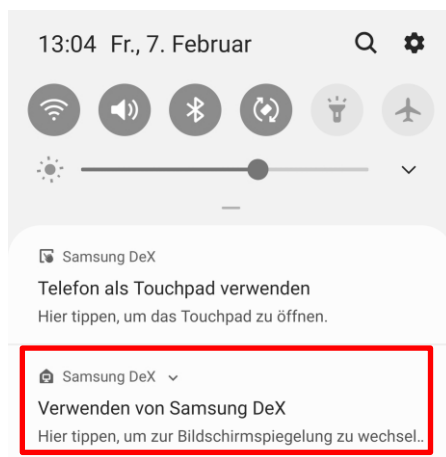 13:04 Fr., 7. Februar
Samsung DeX
Telefon als Touchpad verwenden
Hier tippen, um das Touchpad zu öffnen.
Samsung DeX
Verwenden von Samsung DeX
Hier tippen, um zur Bildschirmspiegelung zu wechsel..